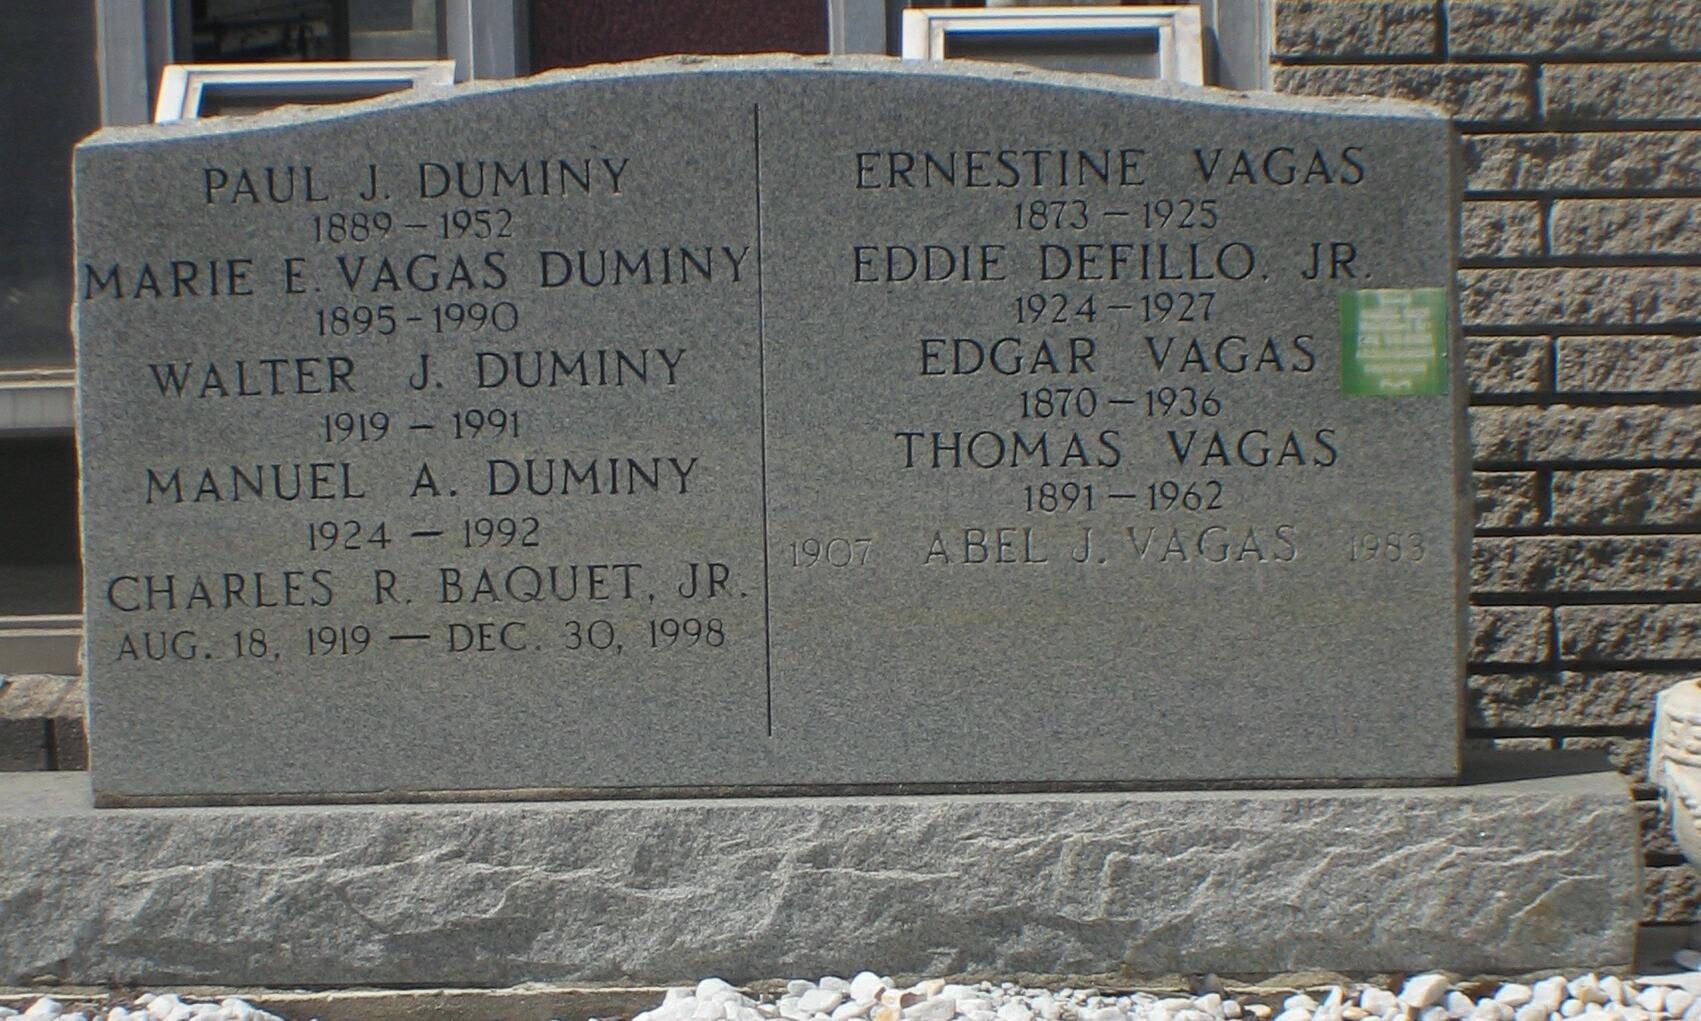 PAUL J. DUMINY
1889 – 1952
MARIE E. VAGAS DUMINY
1895 - 1990
WALTER J. DUMINY
1919 – 1991
MANUEL A. DUMINY
1924 — 1992
CHARLES R. BAQUET, JR.
AUG. 18, 1919 — DEC. 30, 1998
ERNESTINE VAGAS
1873 – 1925
EDDIE DEFILLO, JR.
1924 – 1927
EDGAR VAGAS
1870 – 1936
THOMAS VAGAS
1891 – 1962
1907 ABEL J. VAGAS 1983